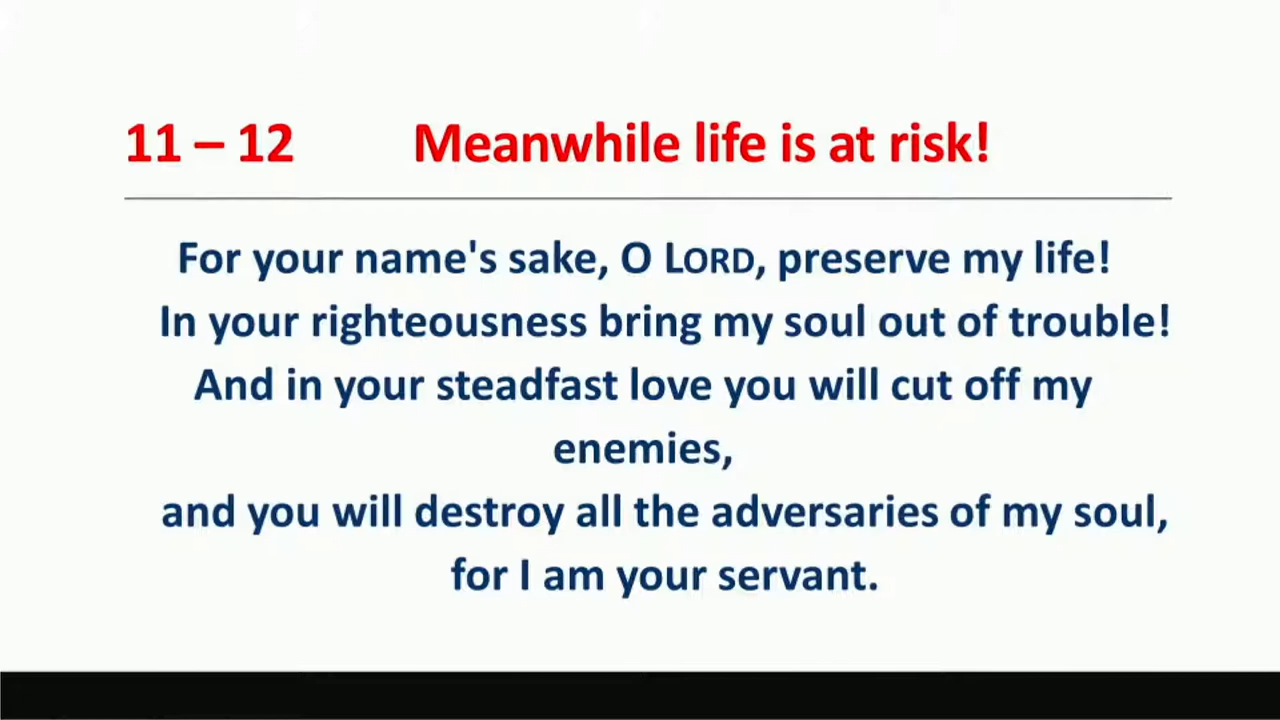 11 – 12 Meanwhile life is at risk!
For your name's sake, O LORD, preserve my life!
In your righteousness bring my soul out of trouble!
And in your steadfast love you will cut off my
enemies,
and you will destroy all the adversaries of my soul,
for I am your servant.